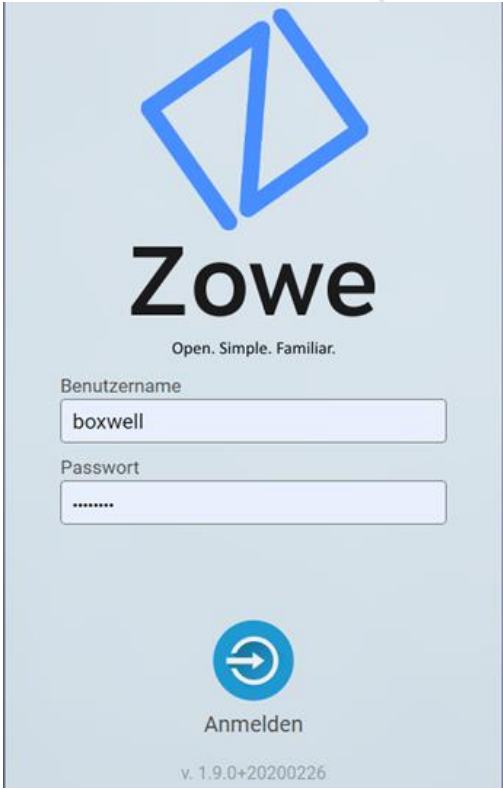 Zowe
Open. Simple. Familiar.
Benutzername
boxwell
Passwort
••••••••
Anmelden
v. 1.9.0+20200226